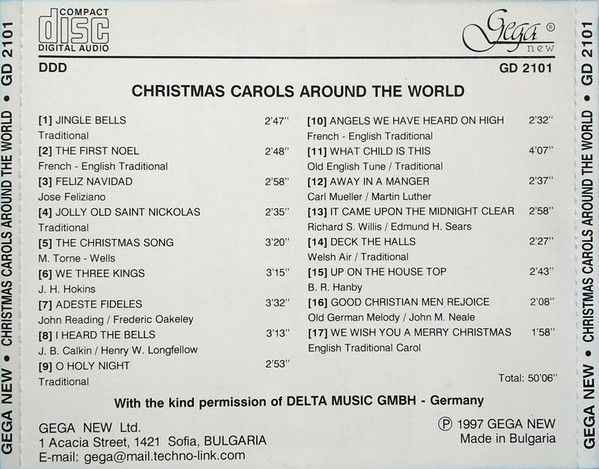 COMPACT
disc
DIGITAL AUDIO
Gega ®
new
DDD
GD 2101
CHRISTMAS CAROLS AROUND THE WORLD
[1] JINGLE BELLS 2'47"
Traditional
[2] THE FIRST NOEL 2'48"
French - English Traditional
[3] FELIZ NAVIDAD 2'58"
Jose Feliziano
[4] JOLLY OLD SAINT NICKOLAS 2'35"
Traditional
[5] THE CHRISTMAS SONG 3'20"
M. Torne - Wells
[6] WE THREE KINGS 3'15"
J. H. Hokins
[7] ADESTE FIDELES 3'32"
John Reading / Frederic Oakeley
[8] I HEARD THE BELLS 3'13"
J. B. Calkin / Henry W. Longfellow
[9] O HOLY NIGHT 2'53"
Traditional
[10] ANGELS WE HAVE HEARD ON HIGH 2'32"
French - English Traditional
[11] WHAT CHILD IS THIS 4'07"
Old English Tune / Traditional
[12] AWAY IN A MANGER 2'37"
Carl Mueller / Martin Luther
[13] IT CAME UPON THE MIDNIGHT CLEAR 2'58"
Richard S. Willis / Edmund H. Sears
[14] DECK THE HALLS 2'27"
Welsh Air / Traditional
[15] UP ON THE HOUSE TOP 2'43"
B. R. Hanby
[16] GOOD CHRISTIAN MEN REJOICE 2'08"
Old German Melody / John M. Neale
[17] WE WISH YOU A MERRY CHRISTMAS 1'58"
English Traditional Carol
Total: 50'06"
With the kind permission of DELTA MUSIC GMBH - Germany
GEGA NEW Ltd.
1 Acacia Street, 1421 Sofia, BULGARIA
E-mail: gega@mail.techno-link.com
℗ 1997 GEGA NEW
Made in Bulgaria
GEGA NEW • CHRISTMAS CAROLS AROUND THE WORLD • GD 2101
GEGA NEW • CHRISTMAS CAROLS AROUND THE WORLD • GD 2101